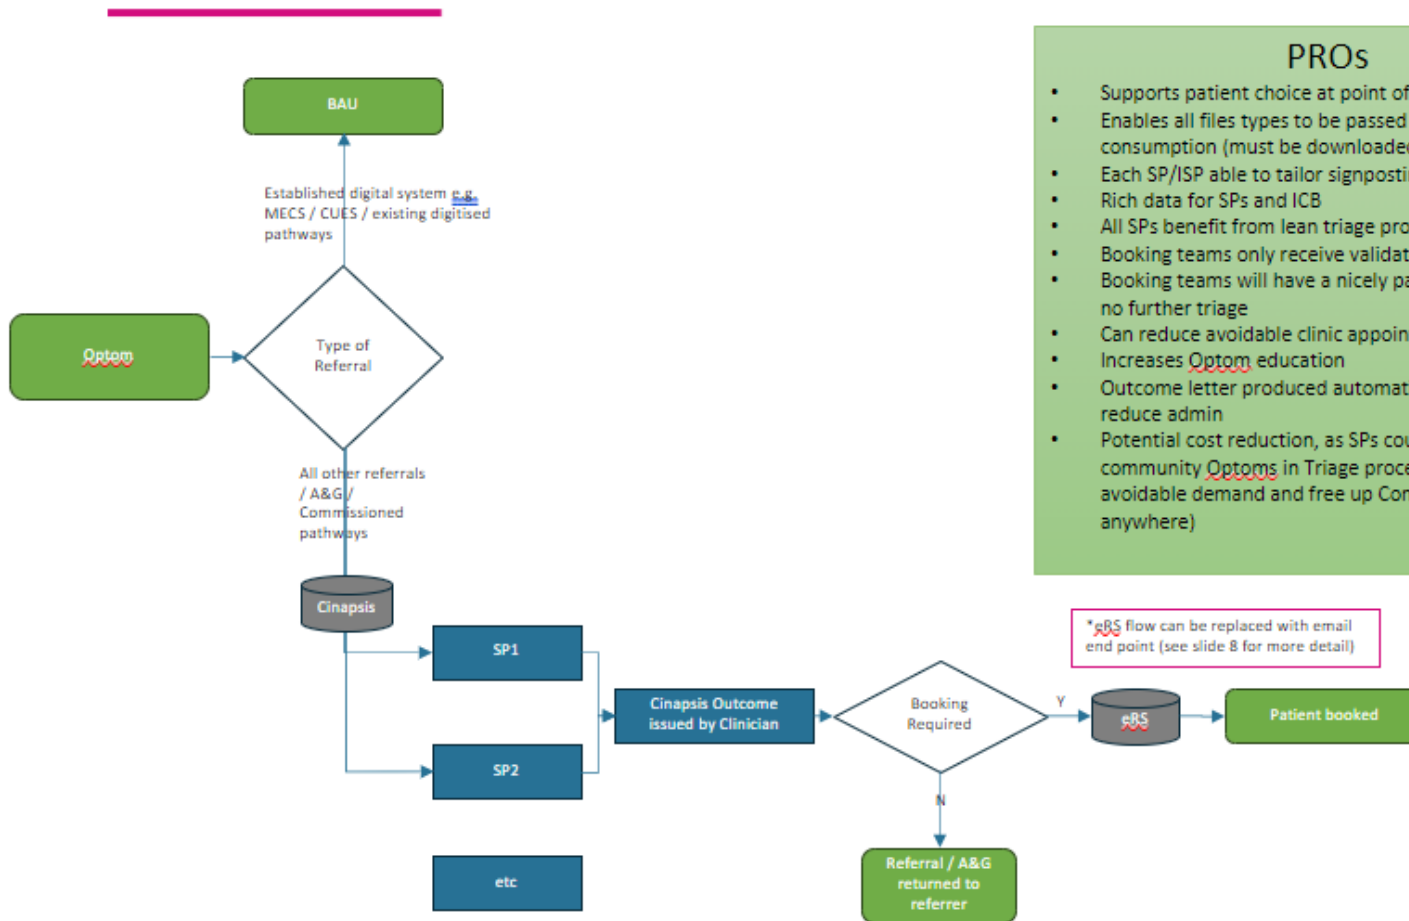 BAU
Established digital system e.g.
MECS / CUES / existing digitised
pathways
Optom
Type of
Referral
All other referrals
/ A&G /
Commissioned
pathways
Cinapsis
SP1
SP2
etc
Cinapsis Outcome
issued by Clinician
Booking
Required
Y
N
eRS
Patient booked
Referral / A&G
returned to
referrer
*eRS flow can be replaced with email
end point (see slide 8 for more detail)
PROs
• Supports patient choice at point of
• Enables all files types to be passed
consumption (must be downloaded
• Each SP/ISP able to tailor signposti
• Rich data for SPs and ICB
• All SPs benefit from lean triage pro
• Booking teams only receive validat
• Booking teams will have a nicely pa
no further triage
• Can reduce avoidable clinic appoin
• Increases Optom education
• Outcome letter produced automat
reduce admin
• Potential cost reduction, as SPs cou
community Optoms in Triage proce
avoidable demand and free up Con
anywhere)